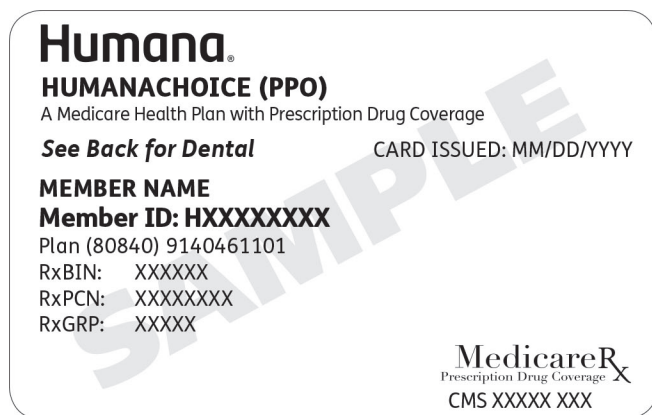 Humana®
HUMANACHOICE (PPO)
A Medicare Health Plan with Prescription Drug Coverage
See Back for Dental CARD ISSUED: MM/DD/YYYY
MEMBER NAME
Member ID: HXXXXXXXX
Plan (80840) 9140461101
RxBIN: XXXXXX
RxPCN: XXXXXXXX
RxGRP: XXXXX
SAMPLE
MedicareRx
Prescription Drug Coverage
CMS XXXXX XXX